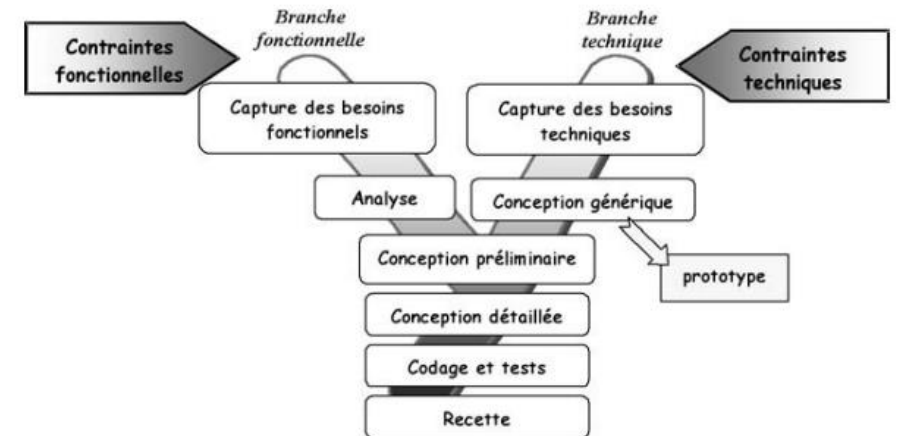 Branche
fonctionnelle
Branche
technique
Contraintes
fonctionnelles
Contraintes
techniques
Capture des besoins
fonctionnels
Capture des besoins
techniques
Analyse
Conception générique
Conception préliminaire
prototype
Conception détaillée
Codage et tests
Recette